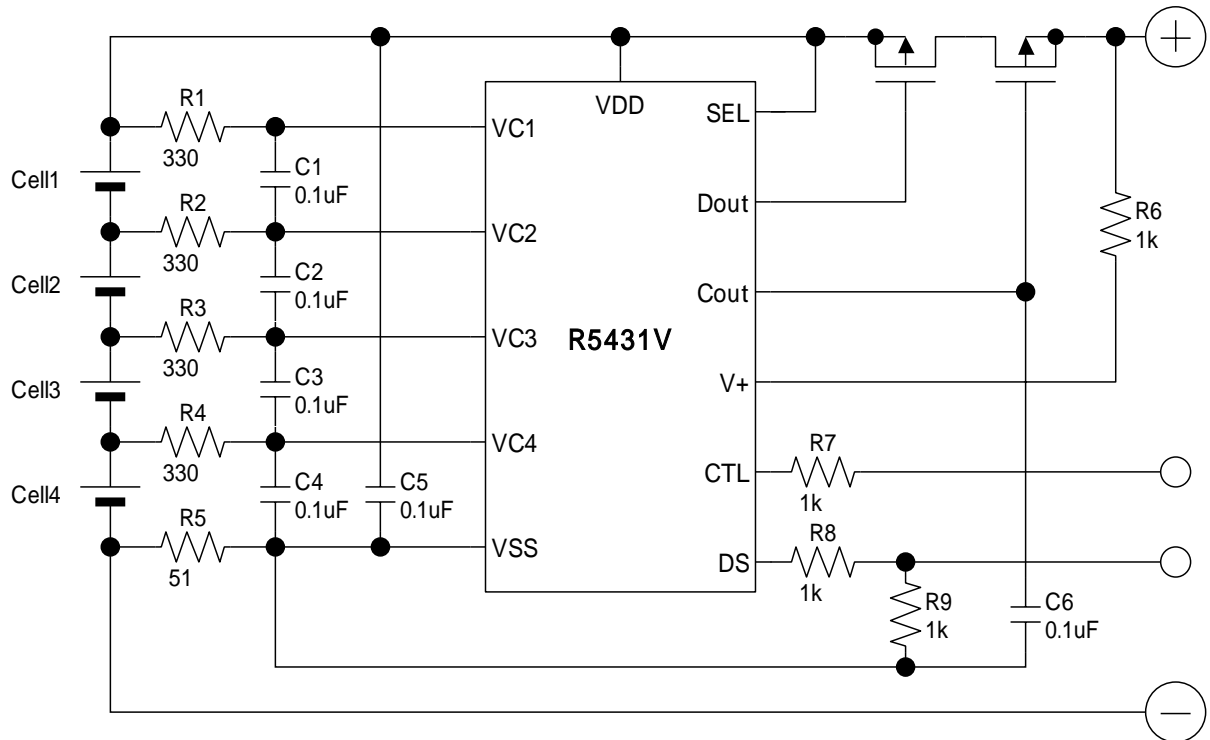 +
VDD
SEL
R1
VC1
330
C1
0.1uF
Cell1
R2
Dout
R6
1k
VC2
330
C2
0.1uF
Cell2
Cout
R3
VC3
R5431V
330
C3
0.1uF
Cell3
V+
R4
VC4
R7
330
CTL
C4
0.1uF
C5
0.1uF
Cell4
1k
R5
VSS
R8
DS
51
1k
R9
1k
C6
0.1uF
−